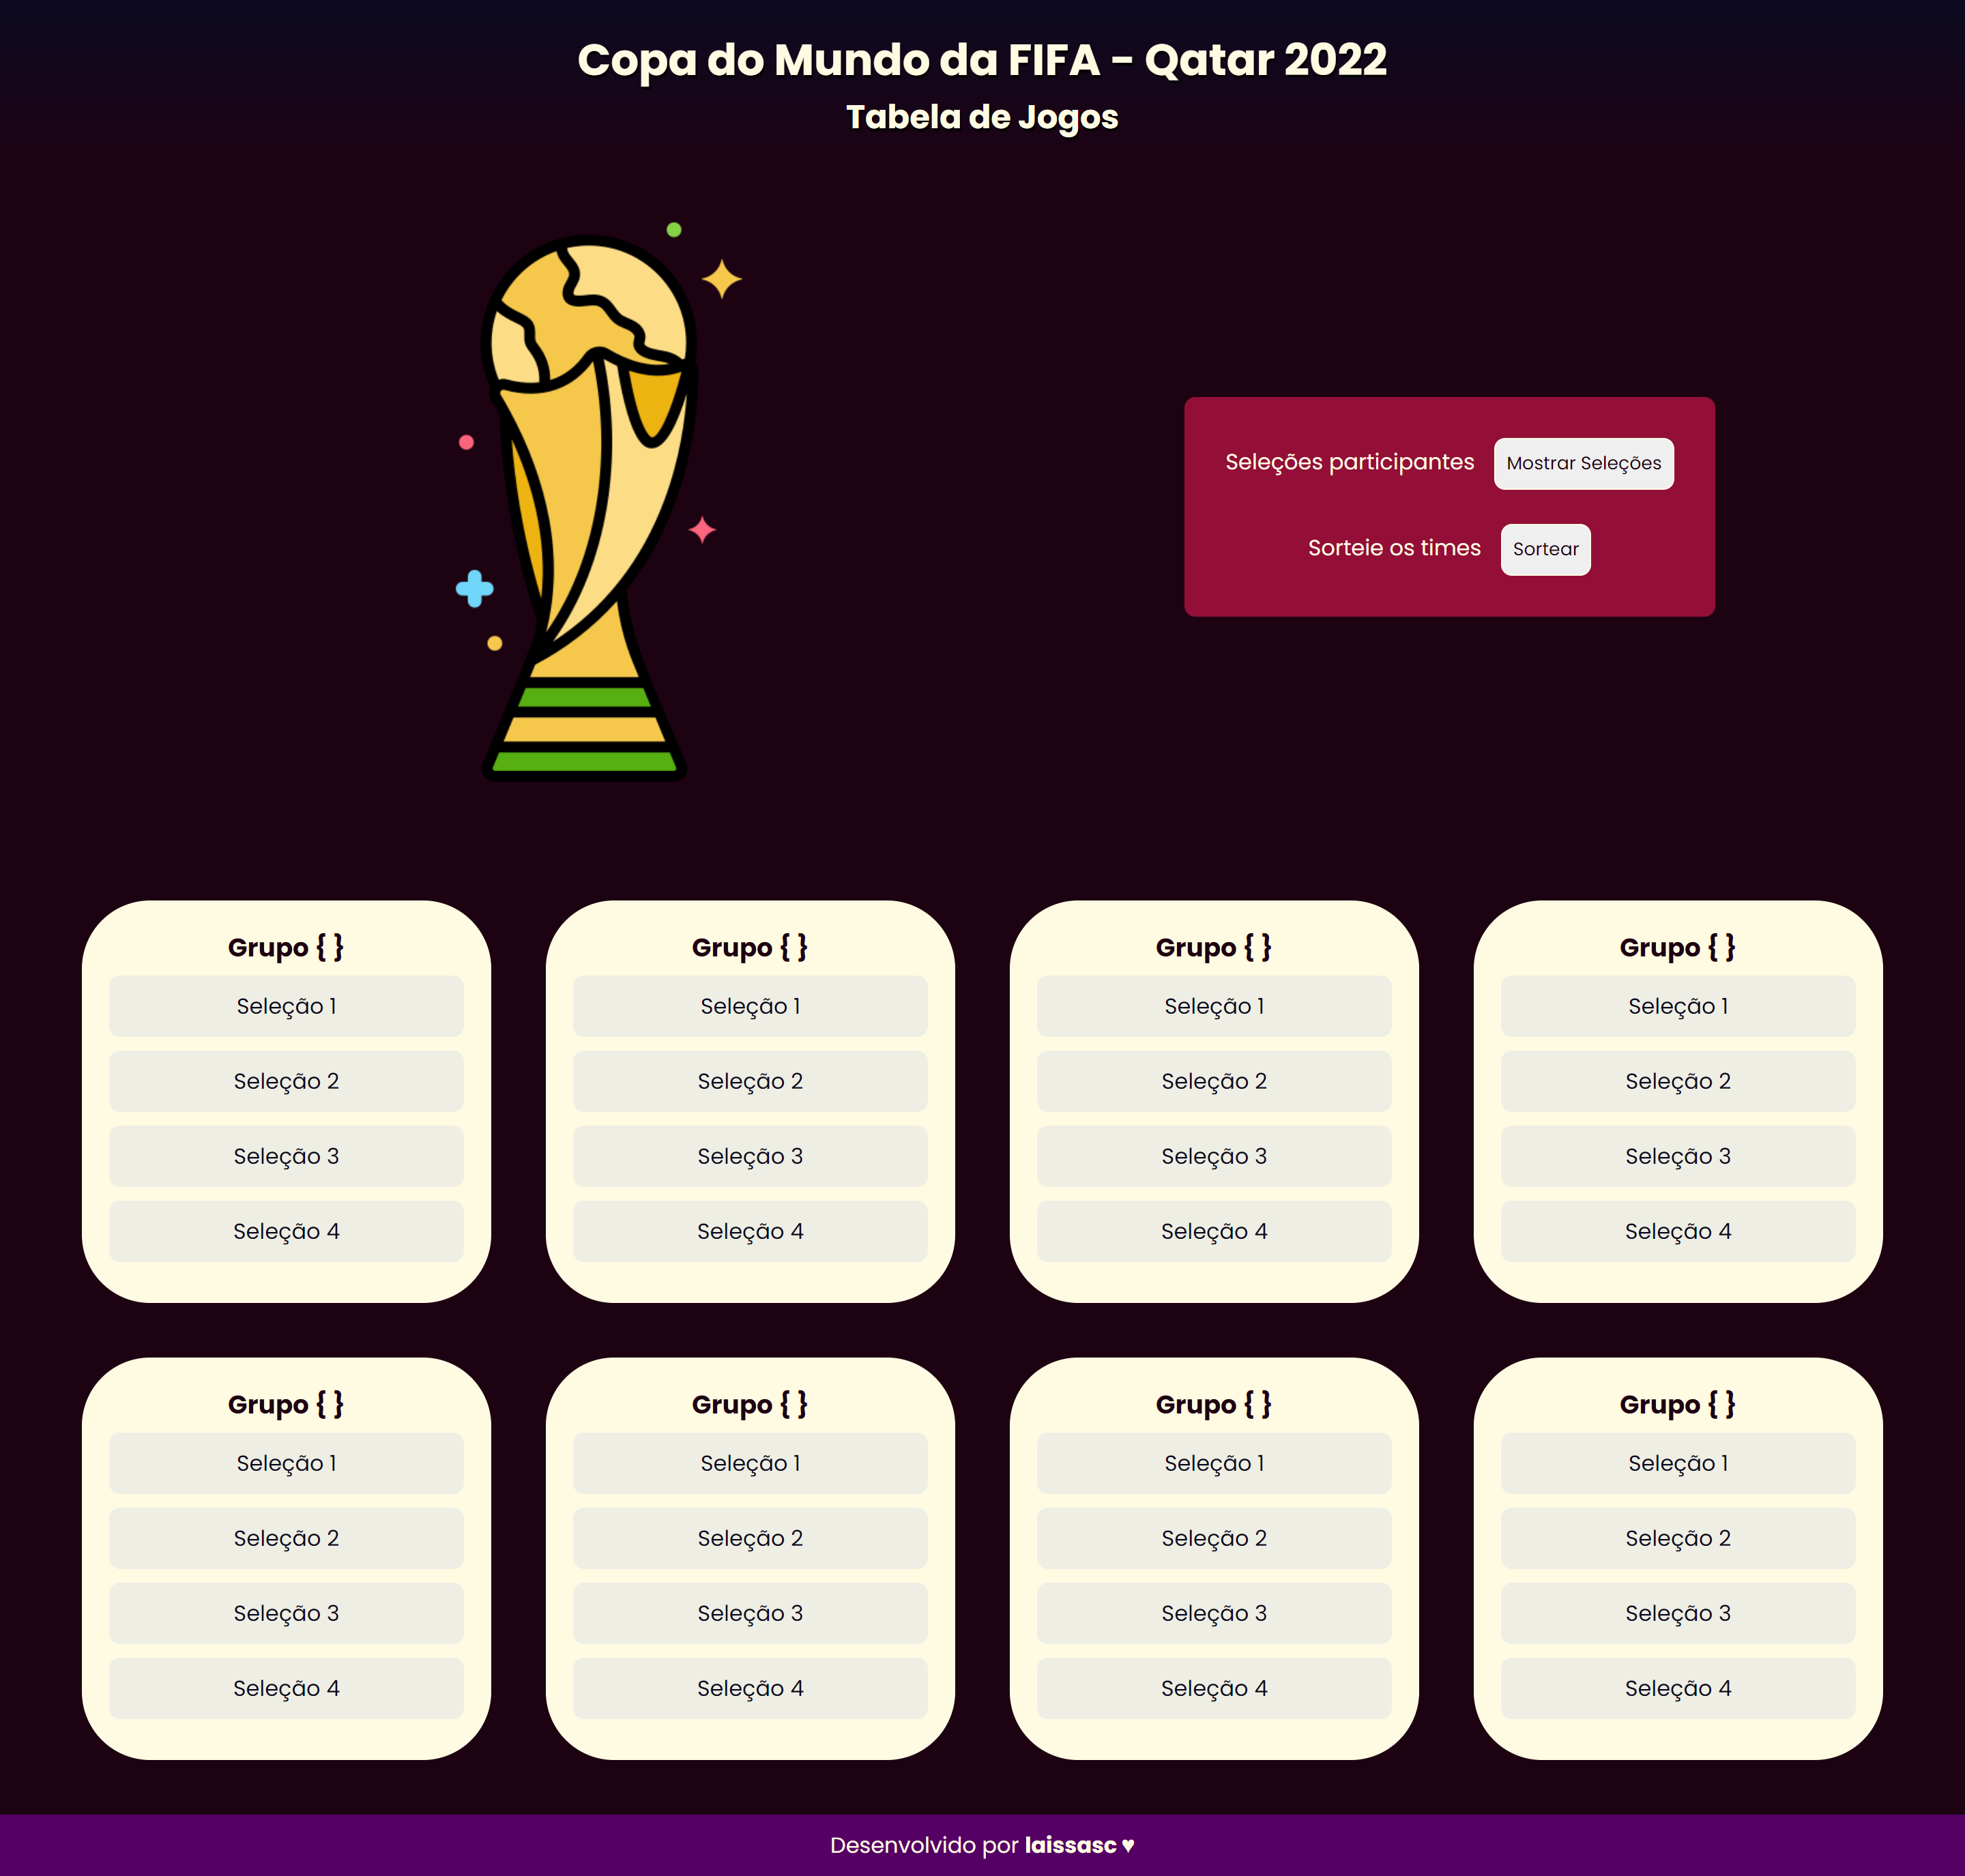 Copa do Mundo da FIFA - Qatar 2022
Tabela de Jogos
Seleções participantes Mostrar Seleções
Sorteie os times Sortear
Grupo { } Grupo { } Grupo { } Grupo { }
Seleção 1 Seleção 1 Seleção 1 Seleção 1
Seleção 2 Seleção 2 Seleção 2 Seleção 2
Seleção 3 Seleção 3 Seleção 3 Seleção 3
Seleção 4 Seleção 4 Seleção 4 Seleção 4
Grupo { } Grupo { } Grupo { } Grupo { }
Seleção 1 Seleção 1 Seleção 1 Seleção 1
Seleção 2 Seleção 2 Seleção 2 Seleção 2
Seleção 3 Seleção 3 Seleção 3 Seleção 3
Seleção 4 Seleção 4 Seleção 4 Seleção 4
Desenvolvido por laissasc ♥